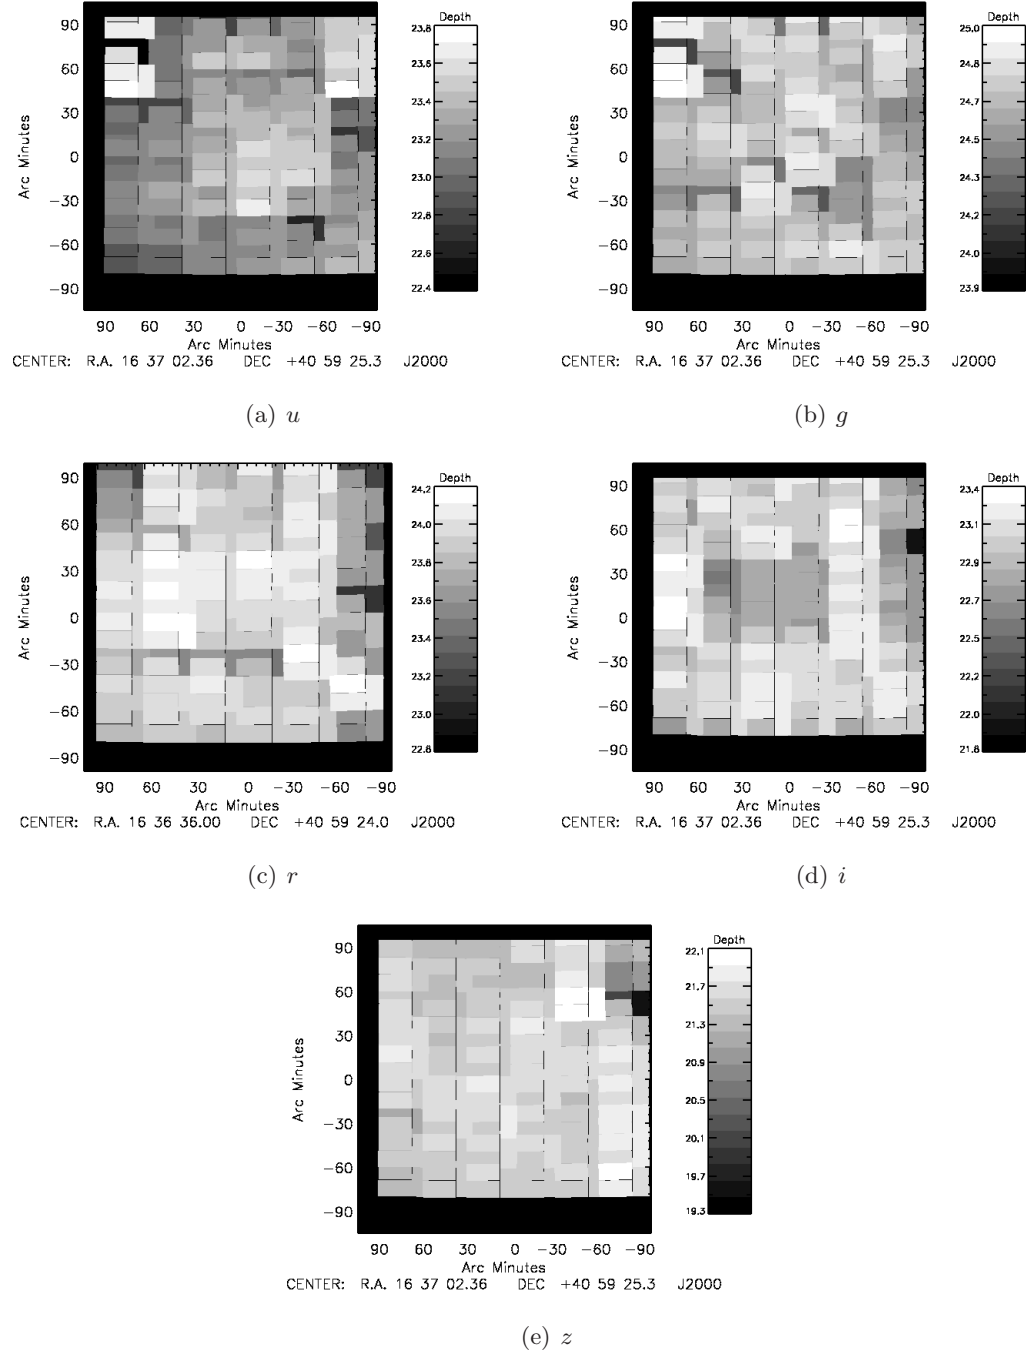 Depth
23.8
23.6
23.4
23.2
23.0
22.8
22.6
22.4
90
60
30
0
−30
−60
−90
Arc Minutes
90 60 30 0 −30 −60 −90
Arc Minutes
CENTER: R.A. 16 37 02.36 DEC +40 59 25.3 J2000
(a) u
Depth
25.0
24.8
24.7
24.5
24.3
24.2
24.0
23.9
90
60
30
0
−30
−60
−90
Arc Minutes
90 60 30 0 −30 −60 −90
Arc Minutes
CENTER: R.A. 16 37 02.36 DEC +40 59 25.3 J2000
(b) g
Depth
24.2
24.0
23.8
23.6
23.4
23.2
23.0
22.8
90
60
30
0
−30
−60
−90
Arc Minutes
90 60 30 0 −30 −60 −90
Arc Minutes
CENTER: R.A. 16 36 36.00 DEC +40 59 24.0 J2000
(c) r
Depth
23.4
23.1
22.9
22.7
22.5
22.2
22.0
21.8
90
60
30
0
−30
−60
−90
Arc Minutes
90 60 30 0 −30 −60 −90
Arc Minutes
CENTER: R.A. 16 37 02.36 DEC +40 59 25.3 J2000
(d) i
Depth
22.1
21.7
21.3
20.9
20.5
20.1
19.7
19.3
90
60
30
0
−30
−60
−90
Arc Minutes
90 60 30 0 −30 −60 −90
Arc Minutes
CENTER: R.A. 16 37 02.36 DEC +40 59 25.3 J2000
(e) z